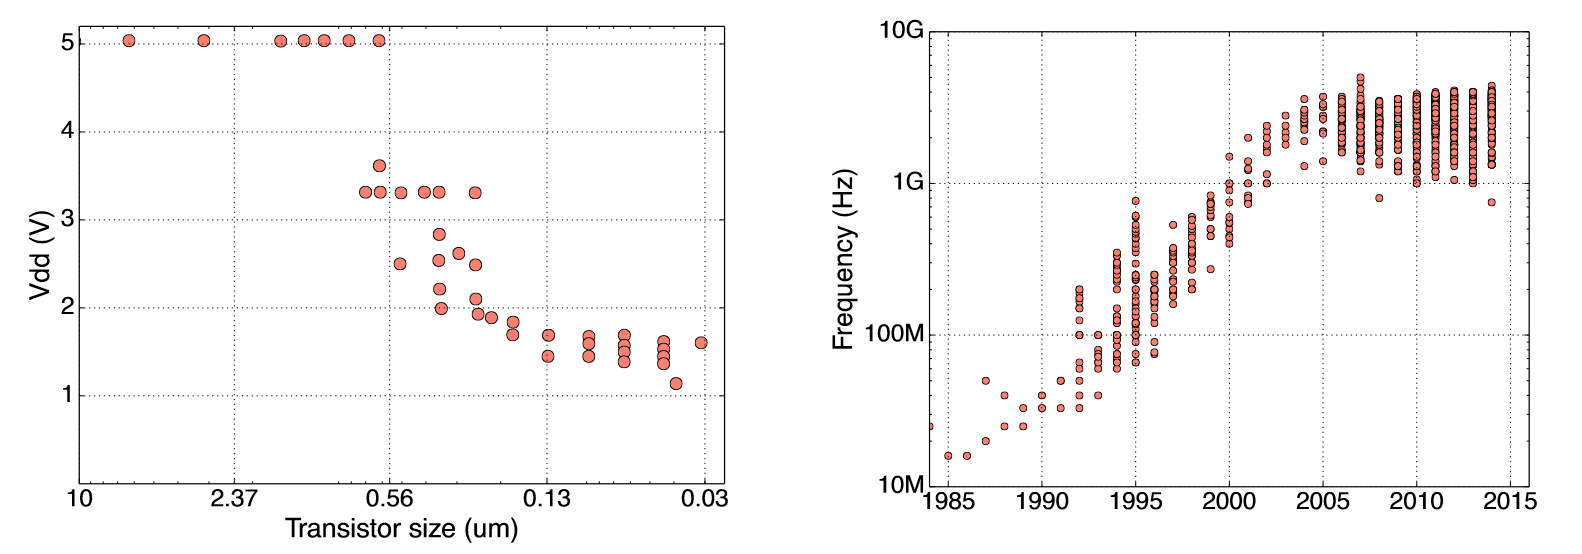 5
4
3
2
1
Vdd (V)
10 2.37 0.56 0.13 0.03
Transistor size (um)
10G
1G
100M
10M
Frequency (Hz)
1985 1990 1995 2000 2005 2010 2015